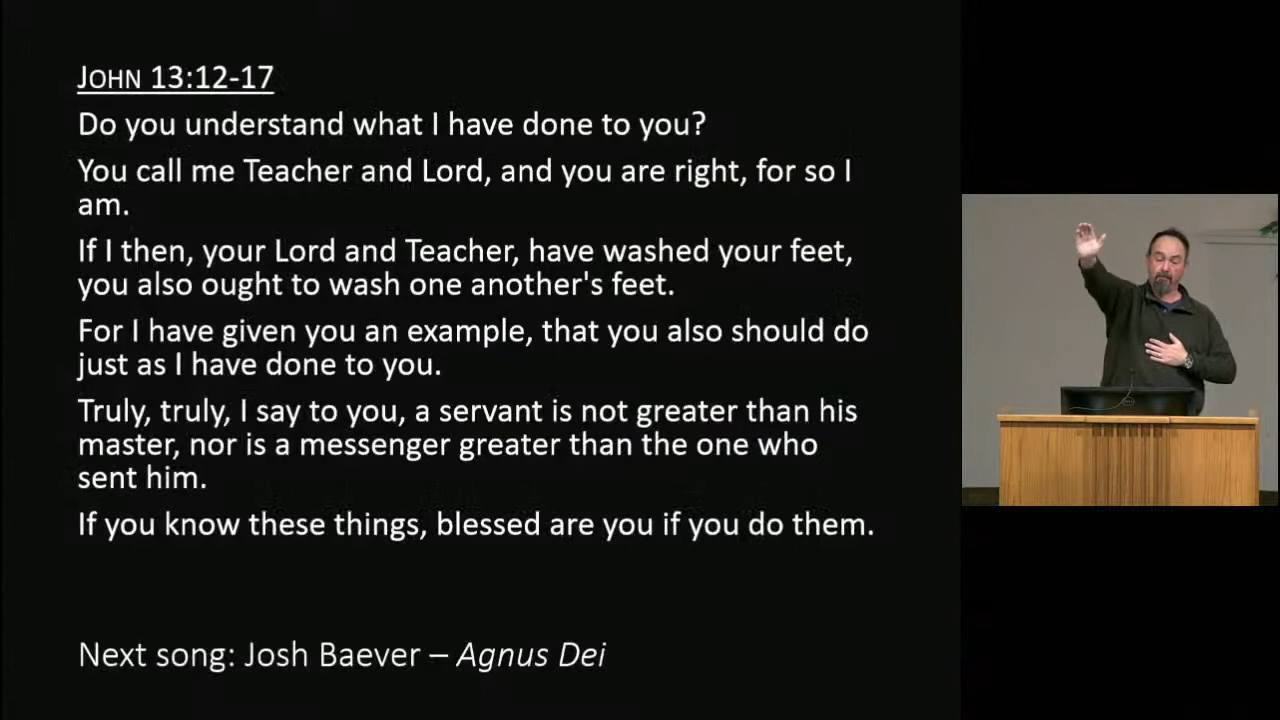 JOHN 13:12-17
Do you understand what I have done to you?
You call me Teacher and Lord, and you are right, for so I
am.
If I then, your Lord and Teacher, have washed your feet,
you also ought to wash one another's feet.
For I have given you an example, that you also should do
just as I have done to you.
Truly, truly, I say to you, a servant is not greater than his
master, nor is a messenger greater than the one who
sent him.
If you know these things, blessed are you if you do them.
Next song: Josh Baever – Agnus Dei